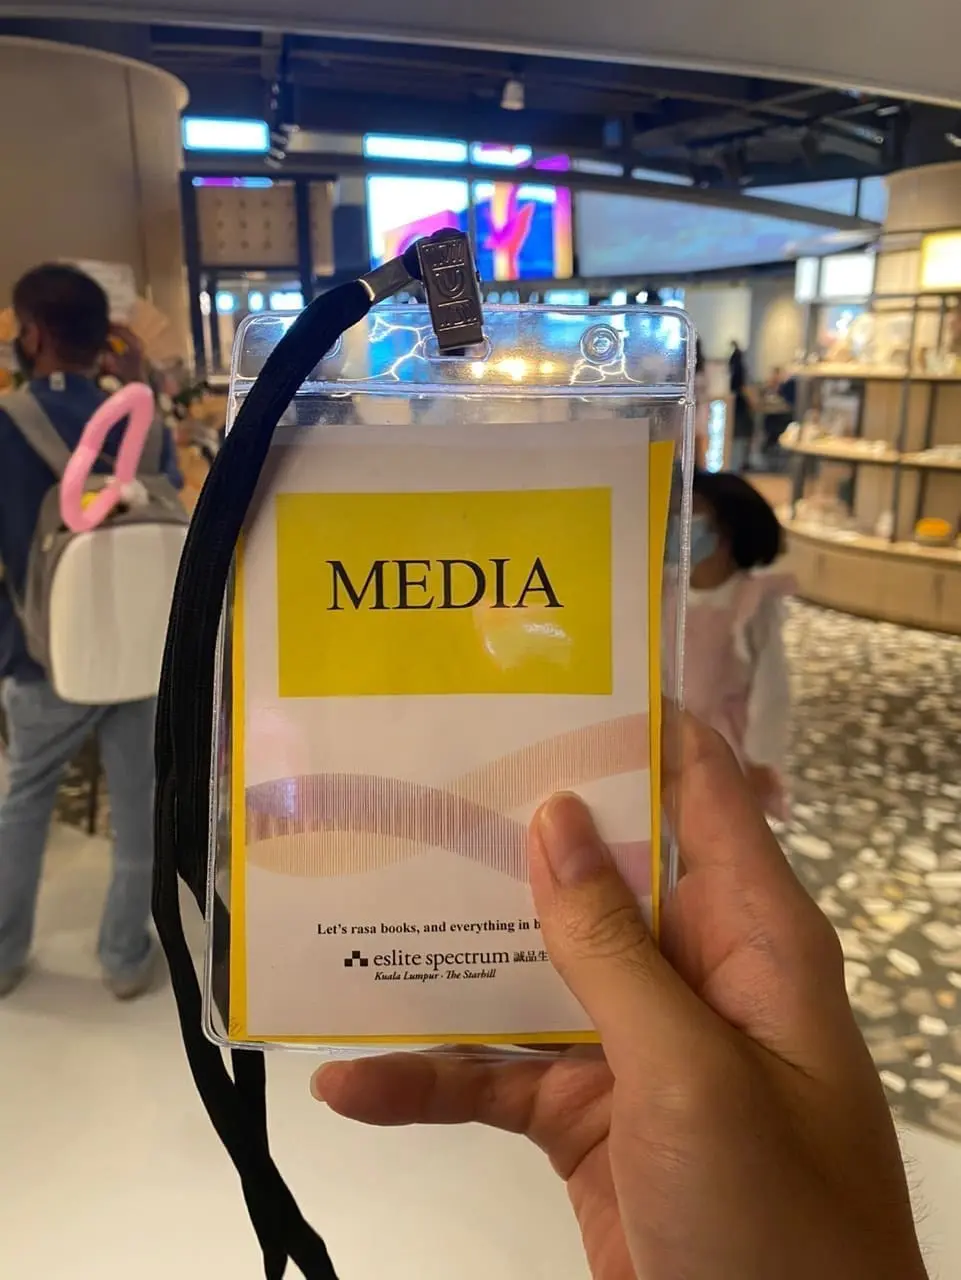 MEDIA
Let's rasa books, and everything in
eslite spectrum 誠品生
Kuala Lumpur · The Starhill